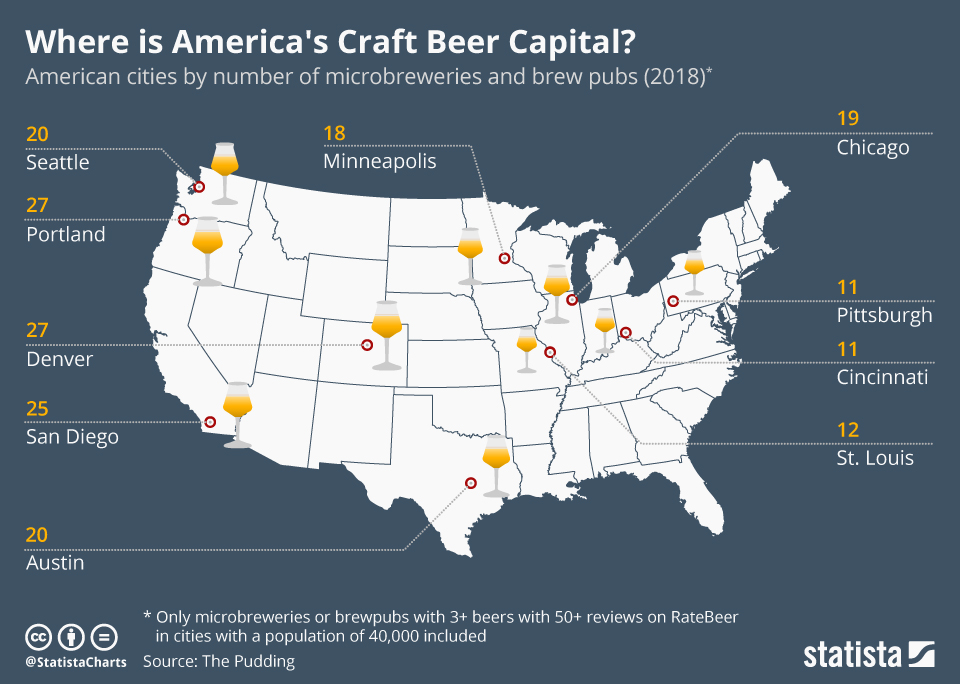 Where is America's Craft Beer Capital?
American cities by number of microbreweries and brew pubs (2018)*
20
Seattle
27
Portland
27
Denver
25
San Diego
20
Austin
18
Minneapolis
19
Chicago
11
Pittsburgh
11
Cincinnati
12
St. Louis
* Only microbreweries or brewpubs with 3+ beers with 50+ reviews on RateBeer
in cities with a population of 40,000 included
Source: The Pudding
cc
@StatistaCharts
statista